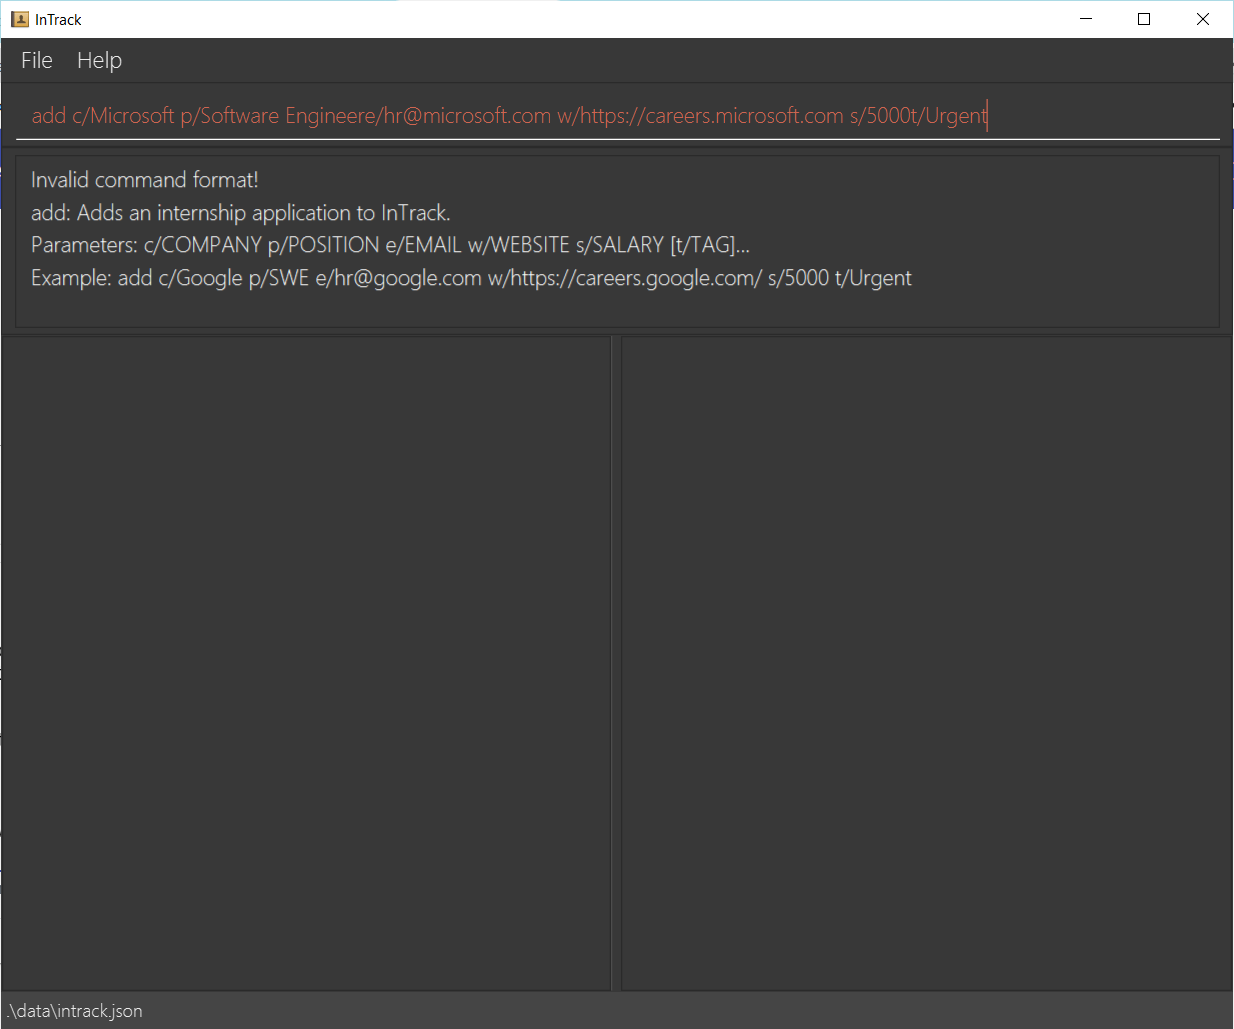 InTrack
File Help
add c/Microsoft p/Software Engineere/hr@microsoft.com w/https://careers.microsoft.com s/5000t/Urgent
Invalid command format!
add: Adds an internship application to InTrack.
Parameters: c/COMPANY p/POSITION e/EMAIL w/WEBSITE s/SALARY [t/TAG]...
Example: add c/Google p/SWE e/hr@google.com w/https://careers.google.com/ s/5000 t/Urgent
.\data\intrack.json